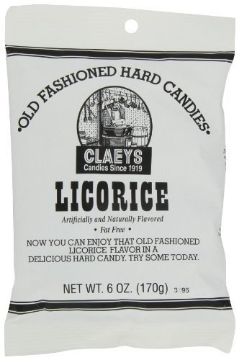 •OLD FASHIONED HARD CANDIES•
CLAEYS
Candies Since 1919
LICORICE
Artificially and Naturally Flavored
• Fat Free •
NOW YOU CAN ENJOY THAT OLD FASHIONED
LICORICE FLAVOR IN A
DELICIOUS HARD CANDY. TRY SOME TODAY.
NET WT. 6 OZ. (170g)